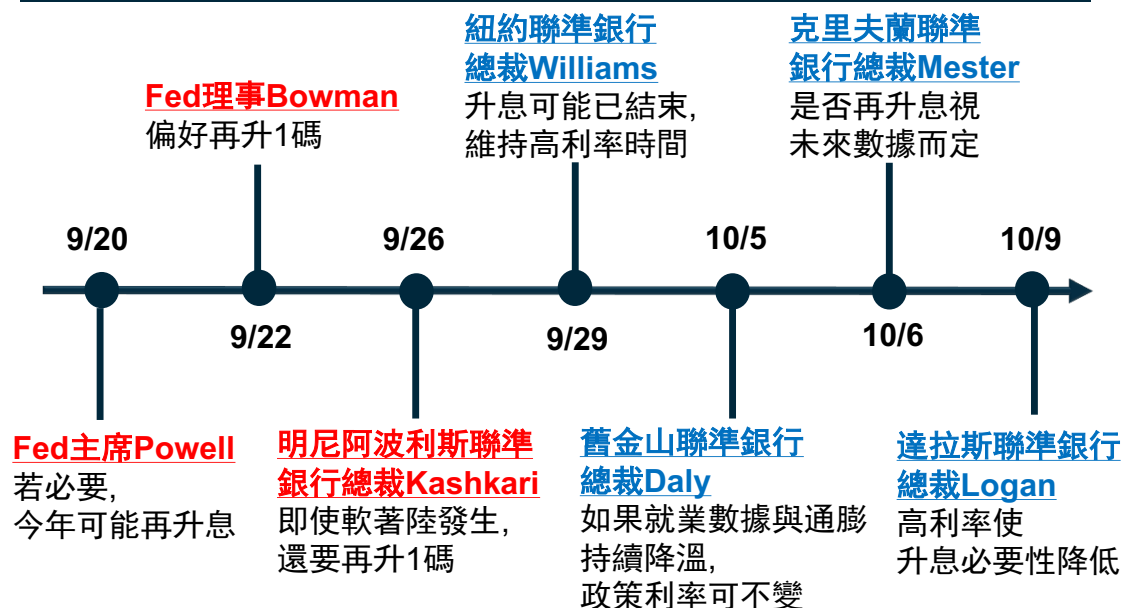 紐約聯準銀行
總裁Williams
升息可能已結束,
維持高利率時間
克里夫蘭聯準
銀行總裁Mester
是否再升息視
未來數據而定
Fed理事Bowman
偏好再升1碼
9/20
9/26
10/5
10/9
9/22
9/29
10/6
Fed主席Powell
若必要,
今年可能再升息
明尼阿波利斯聯準
銀行總裁Kashkari
即使軟著陸發生,
還要再升1碼
舊金山聯準銀行
總裁Daly
如果就業數據與通膨
持續降溫,
政策利率可不變
達拉斯聯準銀行
總裁Logan
高利率使
升息必要性降低